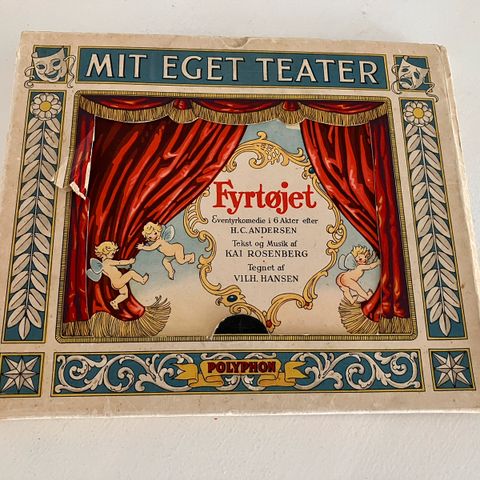 MIT EGET TEATER
Fyrtøjet
Eventyrkomedie i 6 Akter efter
H.C. ANDERSEN
Tekst og Musik af
KAI ROSENBERG
Tegnet af
VILH. HANSEN
POLYPHON